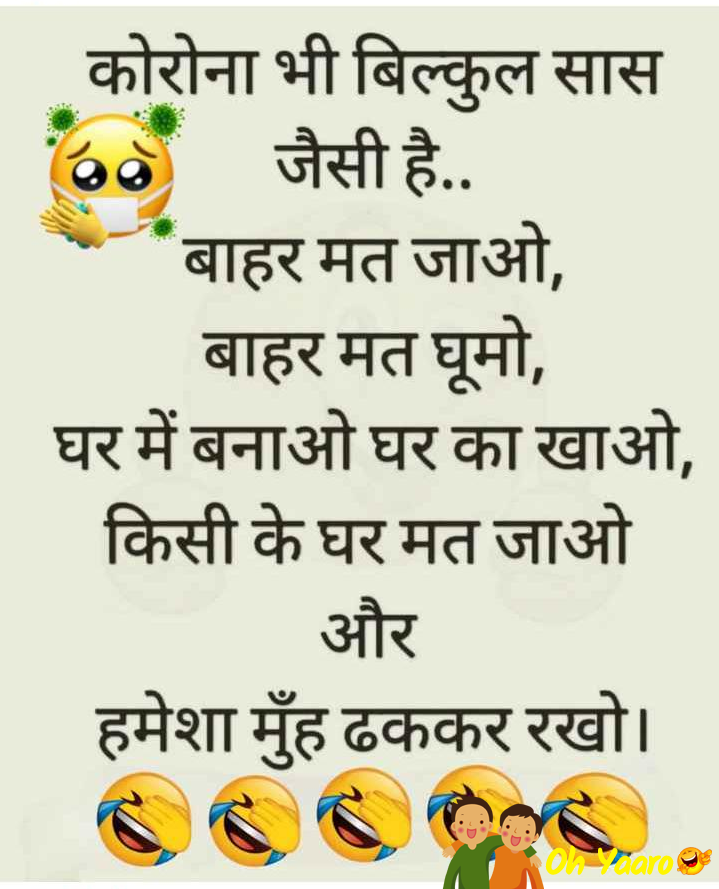 कोरोना भी बिल्कुल सास
जैसी है..
बाहर मत जाओ,
बाहर मत घूमो,
घर में बनाओ घर का खाओ,
किसी के घर मत जाओ
और
हमेशा मुँह ढककर रखो।
Oh Yaaro